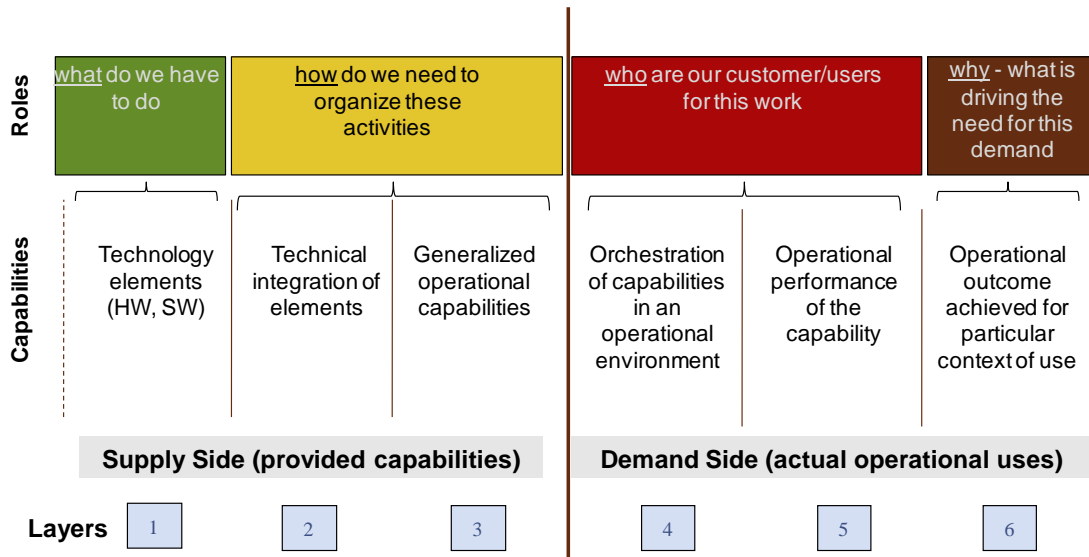 Roles
what do we have
to do
how do we need to
organize these
activities
who are our customer/users
for this work
why - what is
driving the
need for this
demand
Capabilities
Technology
elements
(HW, SW)
Technical
integration of
elements
Generalized
operational
capabilities
Orchestration
of capabilities
in an
operational
environment
Operational
performance
of the
capability
Operational
outcome
achieved for
particular
context of use
Supply Side (provided capabilities)
Demand Side (actual operational uses)
Layers
1
2
3
4
5
6